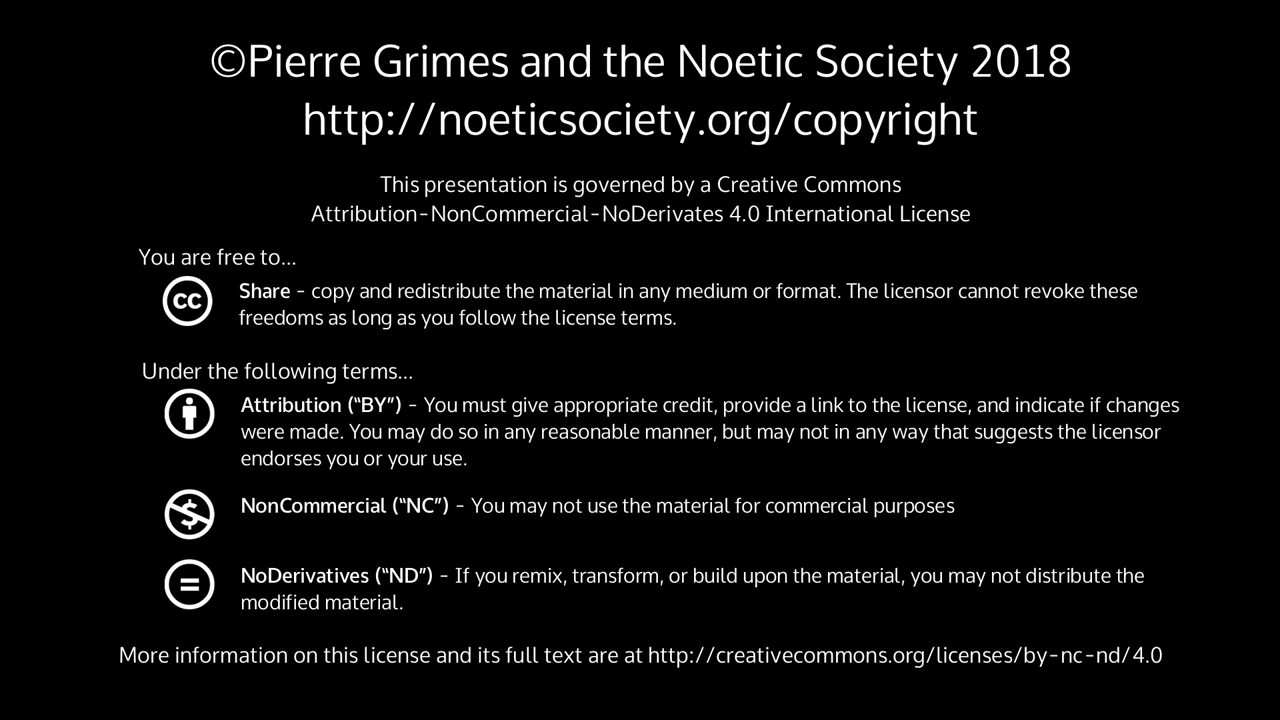 ©Pierre Grimes and the Noetic Society 2018
http://noeticsociety.org/copyright
This presentation is governed by a Creative Commons
Attribution-NonCommercial-NoDerivates 4.0 International License
You are free to...
cc
Share - copy and redistribute the material in any medium or format. The licensor cannot revoke these
freedoms as long as you follow the license terms.
Under the following terms...
Attribution (“BY”) - You must give appropriate credit, provide a link to the license, and indicate if changes
were made. You may do so in any reasonable manner, but may not in any way that suggests the licensor
endorses you or your use.
NonCommercial (“NC”) - You may not use the material for commercial purposes
NoDerivatives (“ND”) - If you remix, transform, or build upon the material, you may not distribute the
modified material.
More information on this license and its full text are at http://creativecommons.org/licenses/by-nc-nd/4.0